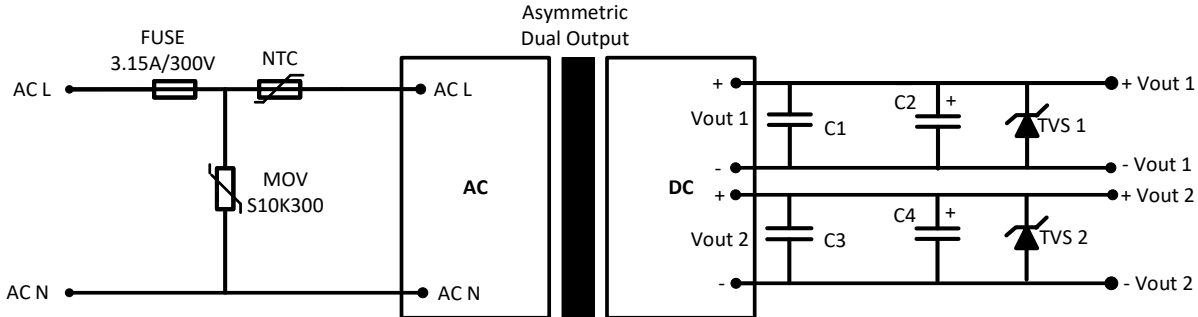 Asymmetric
Dual Output
FUSE
3.15A/300V
NTC
AC L
AC L
MOV
S10K300
AC
AC N
AC N
DC
+
Vout 1
-
C1
C2
+
TVS 1
+ Vout 1
- Vout 1
+
Vout 2
-
C3
C4
+
TVS 2
+ Vout 2
- Vout 2